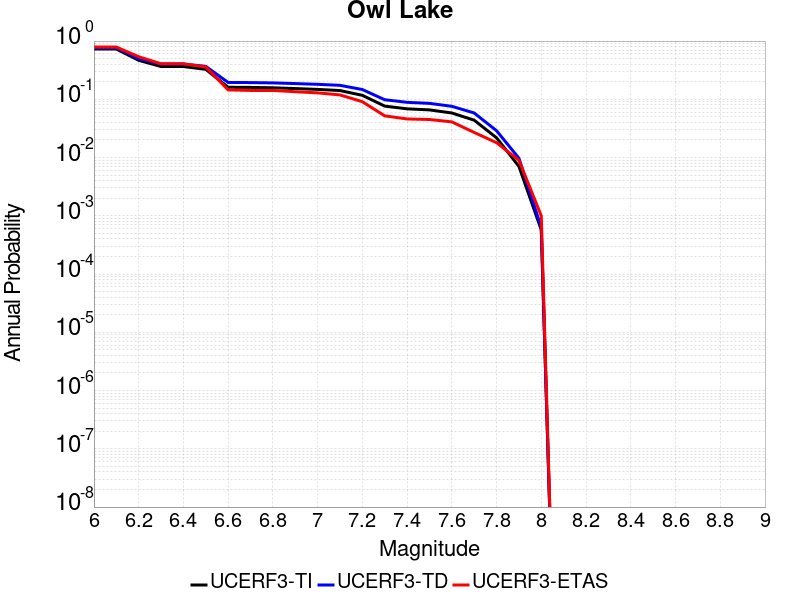 Owl Lake
10^0
10^-1
10^-2
10^-3
10^-4
10^-5
10^-6
10^-7
10^-8
Annual Probability
6 6.2 6.4 6.6 6.8 7 7.2 7.4 7.6 7.8 8 8.2 8.4 8.6 8.8 9
Magnitude
UCERF3-TI UCERF3-TD UCERF3-ETAS